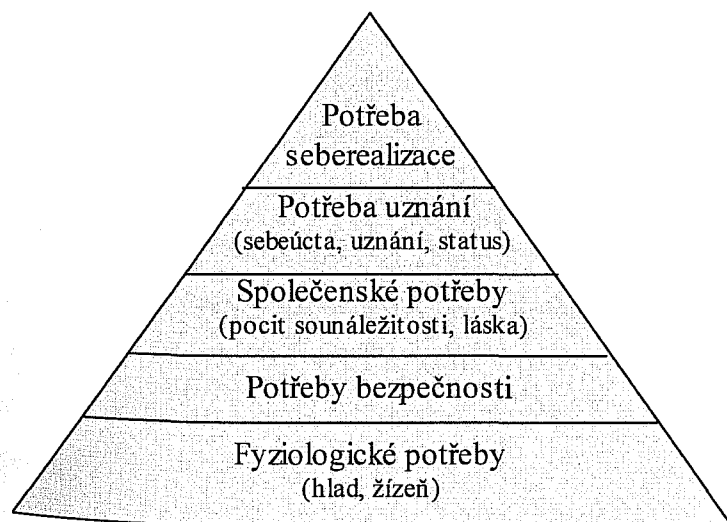 Potřeba
seberealizace
Potřeba uznání
(sebeúcta, uznání, status)
Společenské potřeby
(pocit sounáležitosti, láska)
Potřeby bezpečnosti
Fyziologické potřeby
(hlad, žízeň)